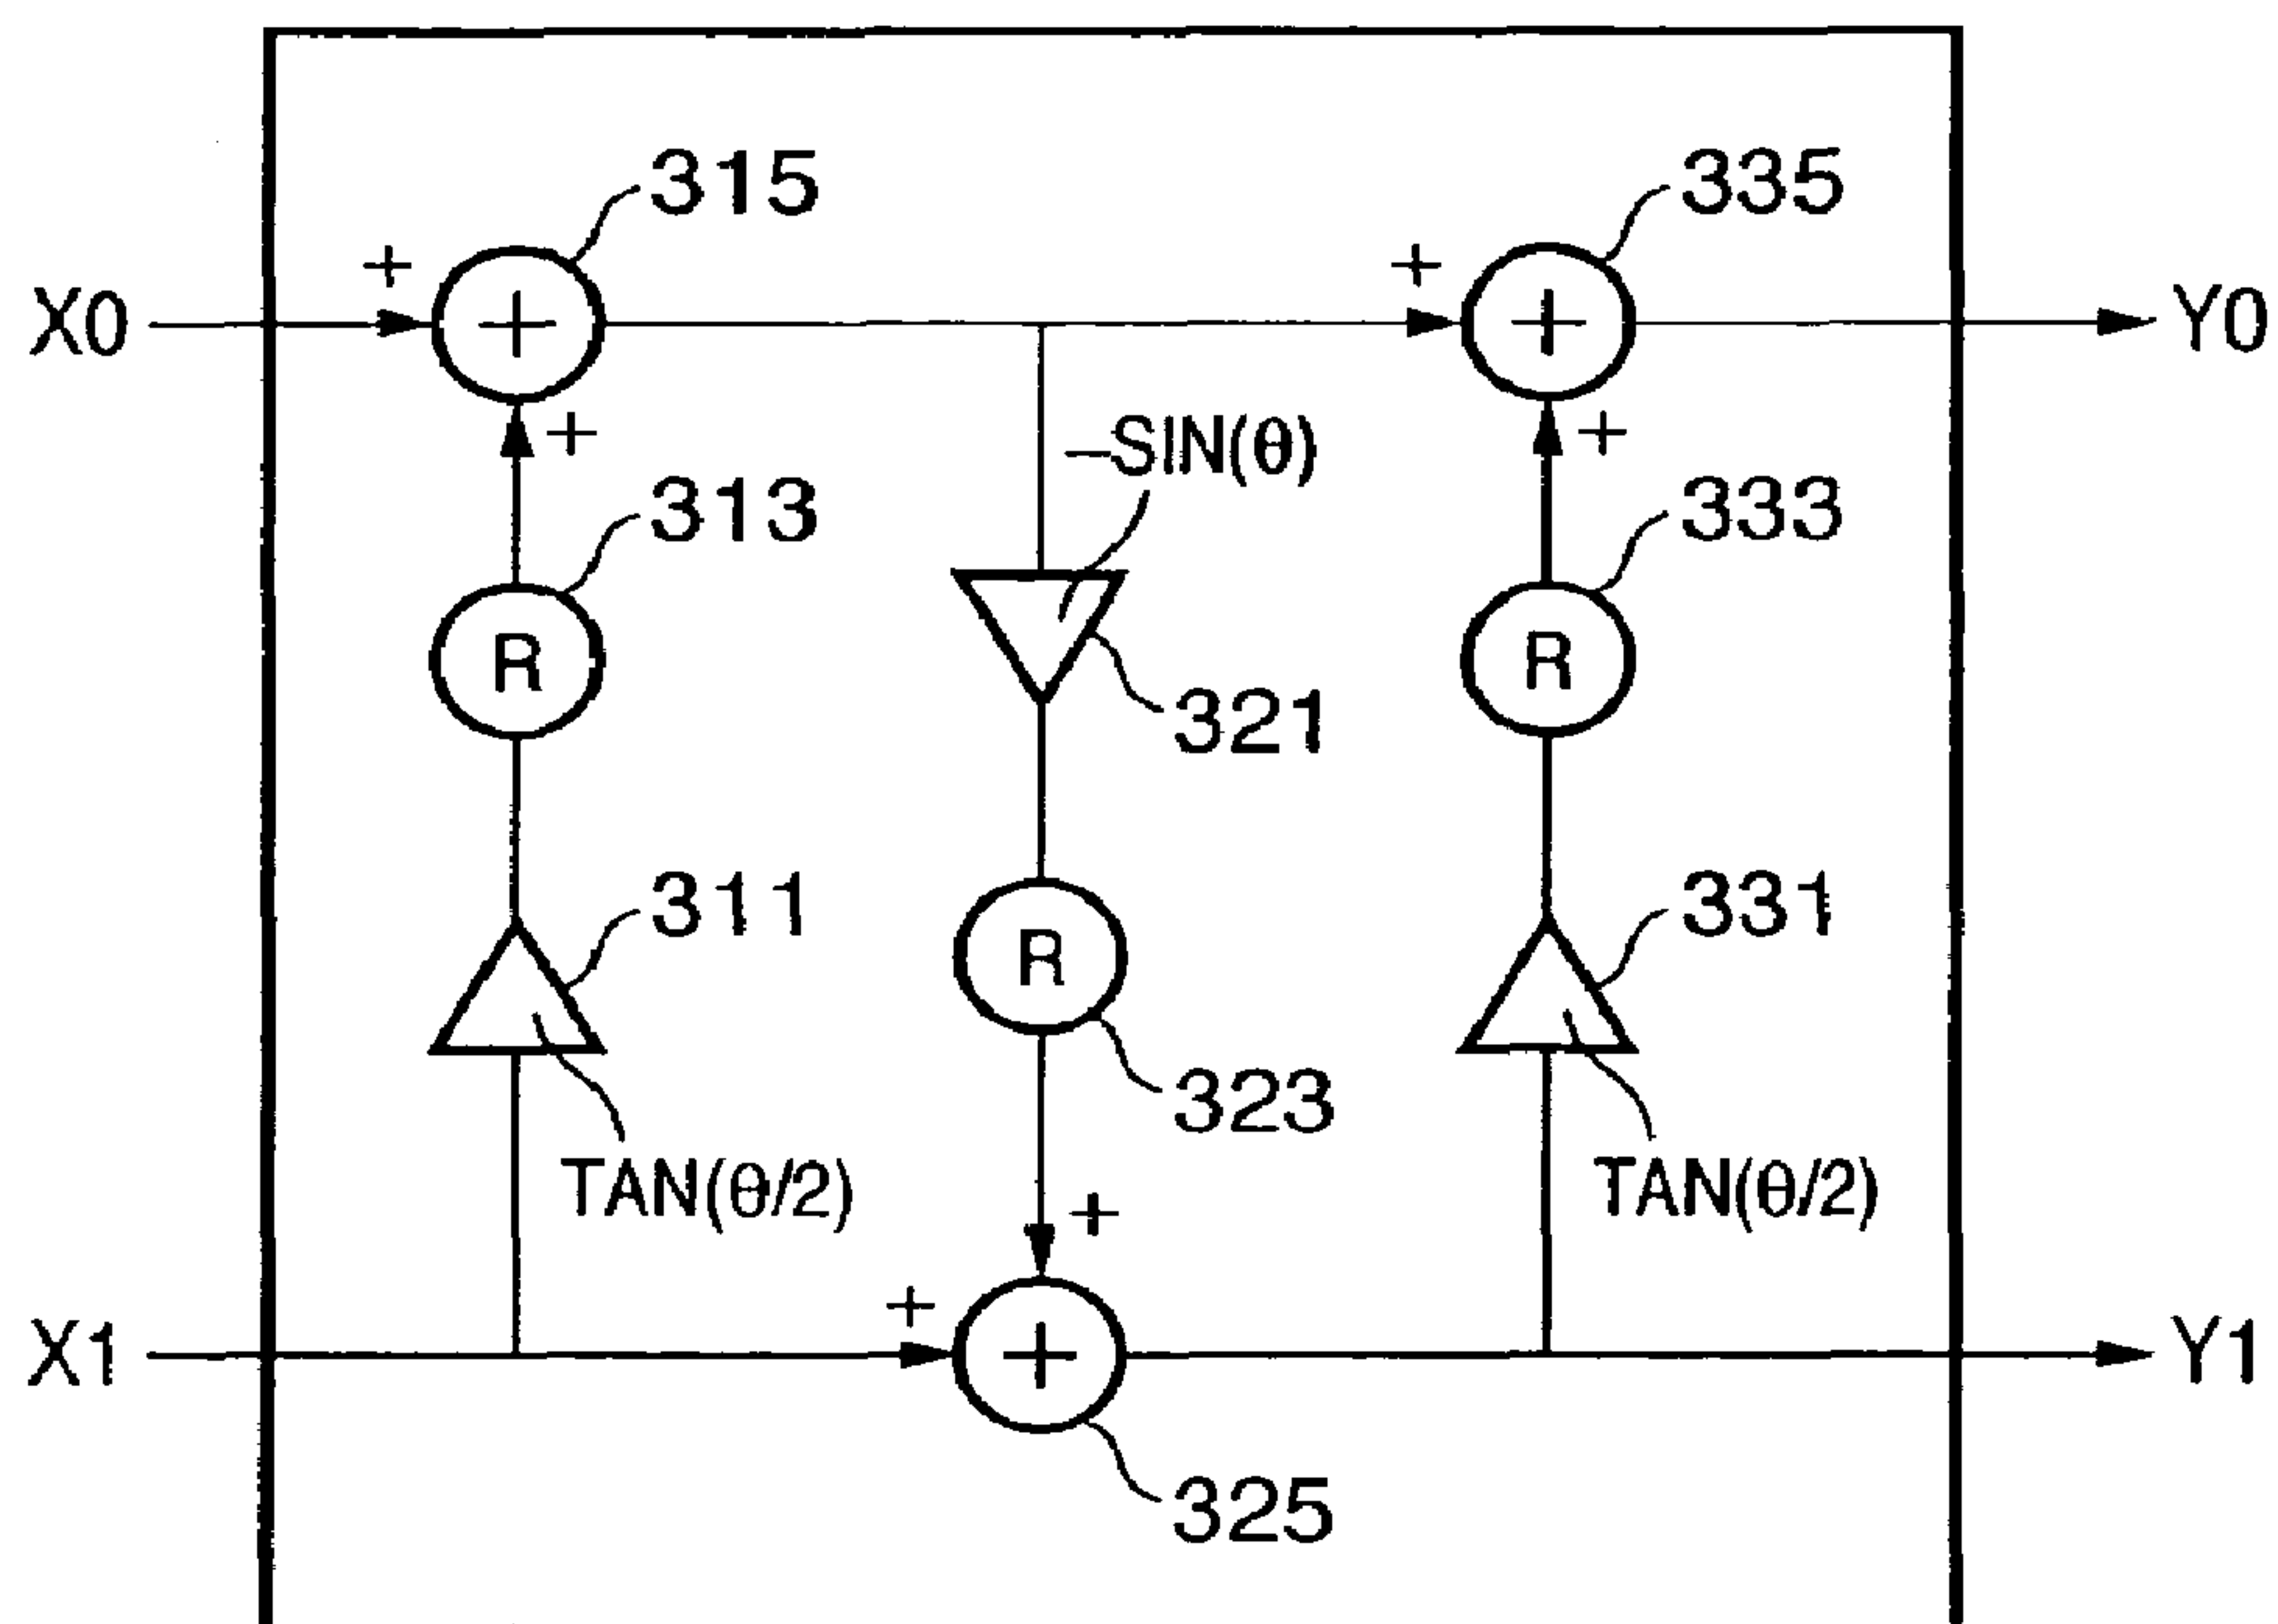 315
335
+
+
X0
+
+
Y0
+
+
−SIN(θ)
313
333
R
R
321
311
331
R
323
TAN(θ/2)
TAN(θ/2)
+
+
X1
+
Y1
325